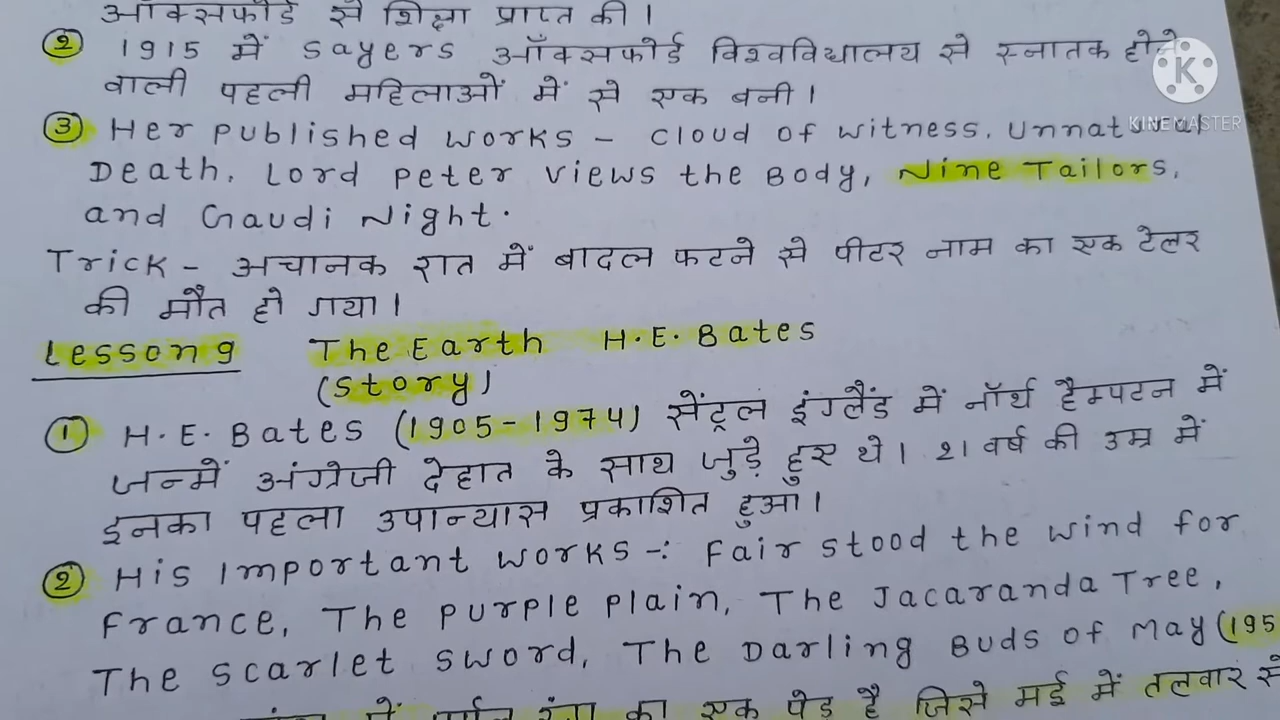 ऑक्सफोर्ड से शिक्षा प्राप्त की।
② 1915 में Sayers ऑक्सफोर्ड विश्वविद्यालय से स्नातक होने
वाली पहली महिलाओं में से एक बनी।
③ Her Published Works - Cloud of Witness, Unnatural
Death, Lord Peter Views the Body, Nine Tailors,
and Gaudi Night.
Trick - अचानक रात में बादल फटने से पीटर नाम का एक टेलर
की मौत हो गया।
Lesson 9 The Earth H.E. Bates
(Story)
① H.E. Bates (1905-1974) सेंट्रल इंग्लैंड में नॉर्थ हैम्पटन में
जन्में अंग्रेजी देहात के साथ जुड़े हुए थे। 21 वर्ष की उम्र में
इनका पहला उपान्यास प्रकाशित हुआ।
② His Important Works -: Fair stood the Wind for
France, The Purple Plain, The Jacaranda Tree,
The Scarlet Sword, The Darling Buds of May (195
में पर्पल रंग का एक पेड़ है जिसे मई में तलवार से
K
KINEMASTER